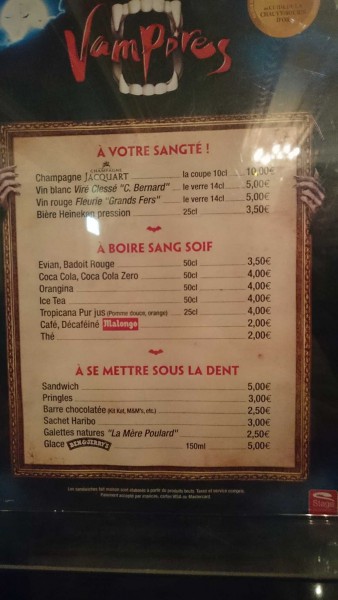 Vampires
À VOTRE SANGTÉ !
CHAMPAGNE
Champagne JACQUART la coupe 10cl 10,00€
Vin blanc Viré Clessé "C. Bernard" le verre 14cl 5,00€
Vin rouge Fleurie "Grands Fers" le verre 14cl 5,00€
Bière Heineken pression 25cl 3,50€
À BOIRE SANG SOIF
Evian, Badoit Rouge 50cl 3,50€
Coca Cola, Coca Cola Zero 50cl 4,00€
Orangina 50cl 4,00€
Ice Tea 50cl 4,00€
Tropicana Pur jus (Pomme douce, orange) 25cl 4,00€
Café, Décaféiné Malongo 2,00€
Thé 2,00€
À SE METTRE SOUS LA DENT
Sandwich 5,00€
Pringles 3,00€
Barre chocolatée (Kit Kat, M&M's, etc.) 2,50€
Sachet Haribo 3,00€
Galettes natures "La Mère Poulard" 2,50€
Glace BEN & JERRY'S 150ml 5,00€